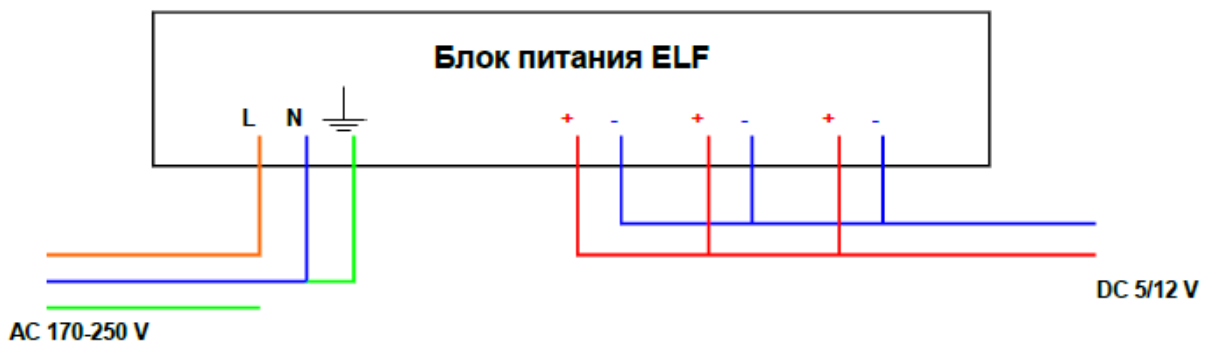 Блок питания ELF
L N + - + - + -
DC 5/12 V
AC 170-250 V